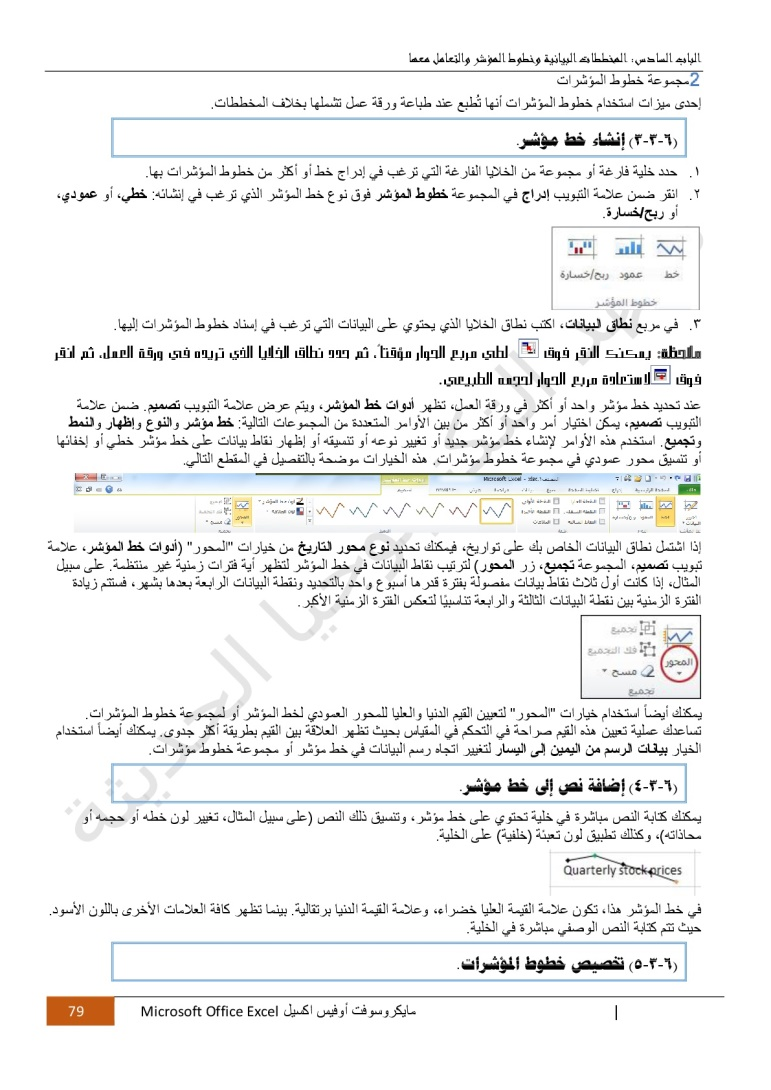 الباب السادس: المخططات البيانية وخطوط المؤشر والتعامل معها
2مجموعة خطوط المؤشرات
إحدى ميزات استخدام خطوط المؤشرات أنها تُطبع عند طباعة ورقة عمل تشملها بخلاف المخططات.
(٦-٣-٣) إنشاء خط مؤشر.
١. حدد خلية فارغة أو مجموعة من الخلايا الفارغة التي ترغب في إدراج خط أو أكثر من خطوط المؤشرات بها.
٢. انقر ضمن علامة التبويب إدراج في المجموعة خطوط المؤشر فوق نوع خط المؤشر الذي ترغب في إنشائه: خطي، أو عمودي،
أو ربح/خسارة.
خط عمود ربح/خسارة
خطوط المؤشر
٣. في مربع نطاق البيانات، اكتب نطاق الخلايا الذي يحتوي على البيانات التي ترغب في إسناد خطوط المؤشرات إليها.
ملاحظة: يمكنك النقر فوق لطي مربع الحوار مؤقتاً، ثم حدد نطاق الخلايا الذي تريده في ورقة العمل، ثم انقر
فوق لاستعادة مربع الحوار لحجمه الطبيعي.
عند تحديد خط مؤشر واحد أو أكثر في ورقة العمل، تظهر أدوات خط المؤشر، ويتم عرض علامة التبويب تصميم. ضمن علامة
التبويب تصميم، يمكن اختيار أمر واحد أو أكثر من بين الأوامر المتعددة من المجموعات التالية: خط مؤشر والنوع وإظهار والنمط
وتجميع. استخدم هذه الأوامر لإنشاء خط مؤشر جديد أو تغيير نوعه أو تنسيقه أو إظهار نقاط بيانات على خط مؤشر خطي أو إخفائها
أو تنسيق محور عمودي في مجموعة خطوط مؤشرات. هذه الخيارات موضحة بالتفصيل في المقطع التالي.
Microsoft Excel
إذا اشتمل نطاق البيانات الخاص بك على تواريخ، فيمكنك تحديد نوع محور التاريخ من خيارات "المحور" (أدوات خط المؤشر، علامة
تبويب تصميم، المجموعة تجميع، زر المحور) لترتيب نقاط البيانات في خط المؤشر لتظهر أية فترات زمنية غير منتظمة. على سبيل
المثال، إذا كانت أول ثلاث نقاط بيانات مفصولة بفترة قدرها أسبوع واحد بالتحديد ونقطة البيانات الرابعة بعدها بشهر، فستتم زيادة
الفترة الزمنية بين نقطة البيانات الثالثة والرابعة تناسبيًا لتعكس الفترة الزمنية الأكبر.
تجميع
فك التجميع
المحور
مسح
تجميع
يمكنك أيضاً استخدام خيارات "المحور" لتعيين القيم الدنيا والعليا للمحور العمودي لخط المؤشر أو لمجموعة خطوط المؤشرات.
تساعدك عملية تعيين هذه القيم صراحة في التحكم في المقياس بحيث تظهر العلاقة بين القيم بطريقة أكثر جدوى. يمكنك أيضاً استخدام
الخيار بيانات الرسم من اليمين إلى اليسار لتغيير اتجاه رسم البيانات في خط مؤشر أو مجموعة خطوط مؤشرات.
(٦-٣-٤) إضافة نص إلى خط مؤشر.
يمكنك كتابة النص مباشرة في خلية تحتوي على خط مؤشر، وتنسيق ذلك النص (على سبيل المثال، تغيير لون خطه أو حجمه أو
محاذاته)، وكذلك تطبيق لون تعبئة (خلفية) على الخلية.
Quarterly stock prices
في خط المؤشر هذا، تكون علامة القيمة العليا خضراء، وعلامة القيمة الدنيا برتقالية. بينما تظهر كافة العلامات الأخرى باللون الأسود.
حيث تتم كتابة النص الوصفي مباشرة في الخلية.
(٦-٣-٥) تخصيص خطوط المؤشرات.
مايكروسوفت أوفيس اكسيل Microsoft Office Excel
79